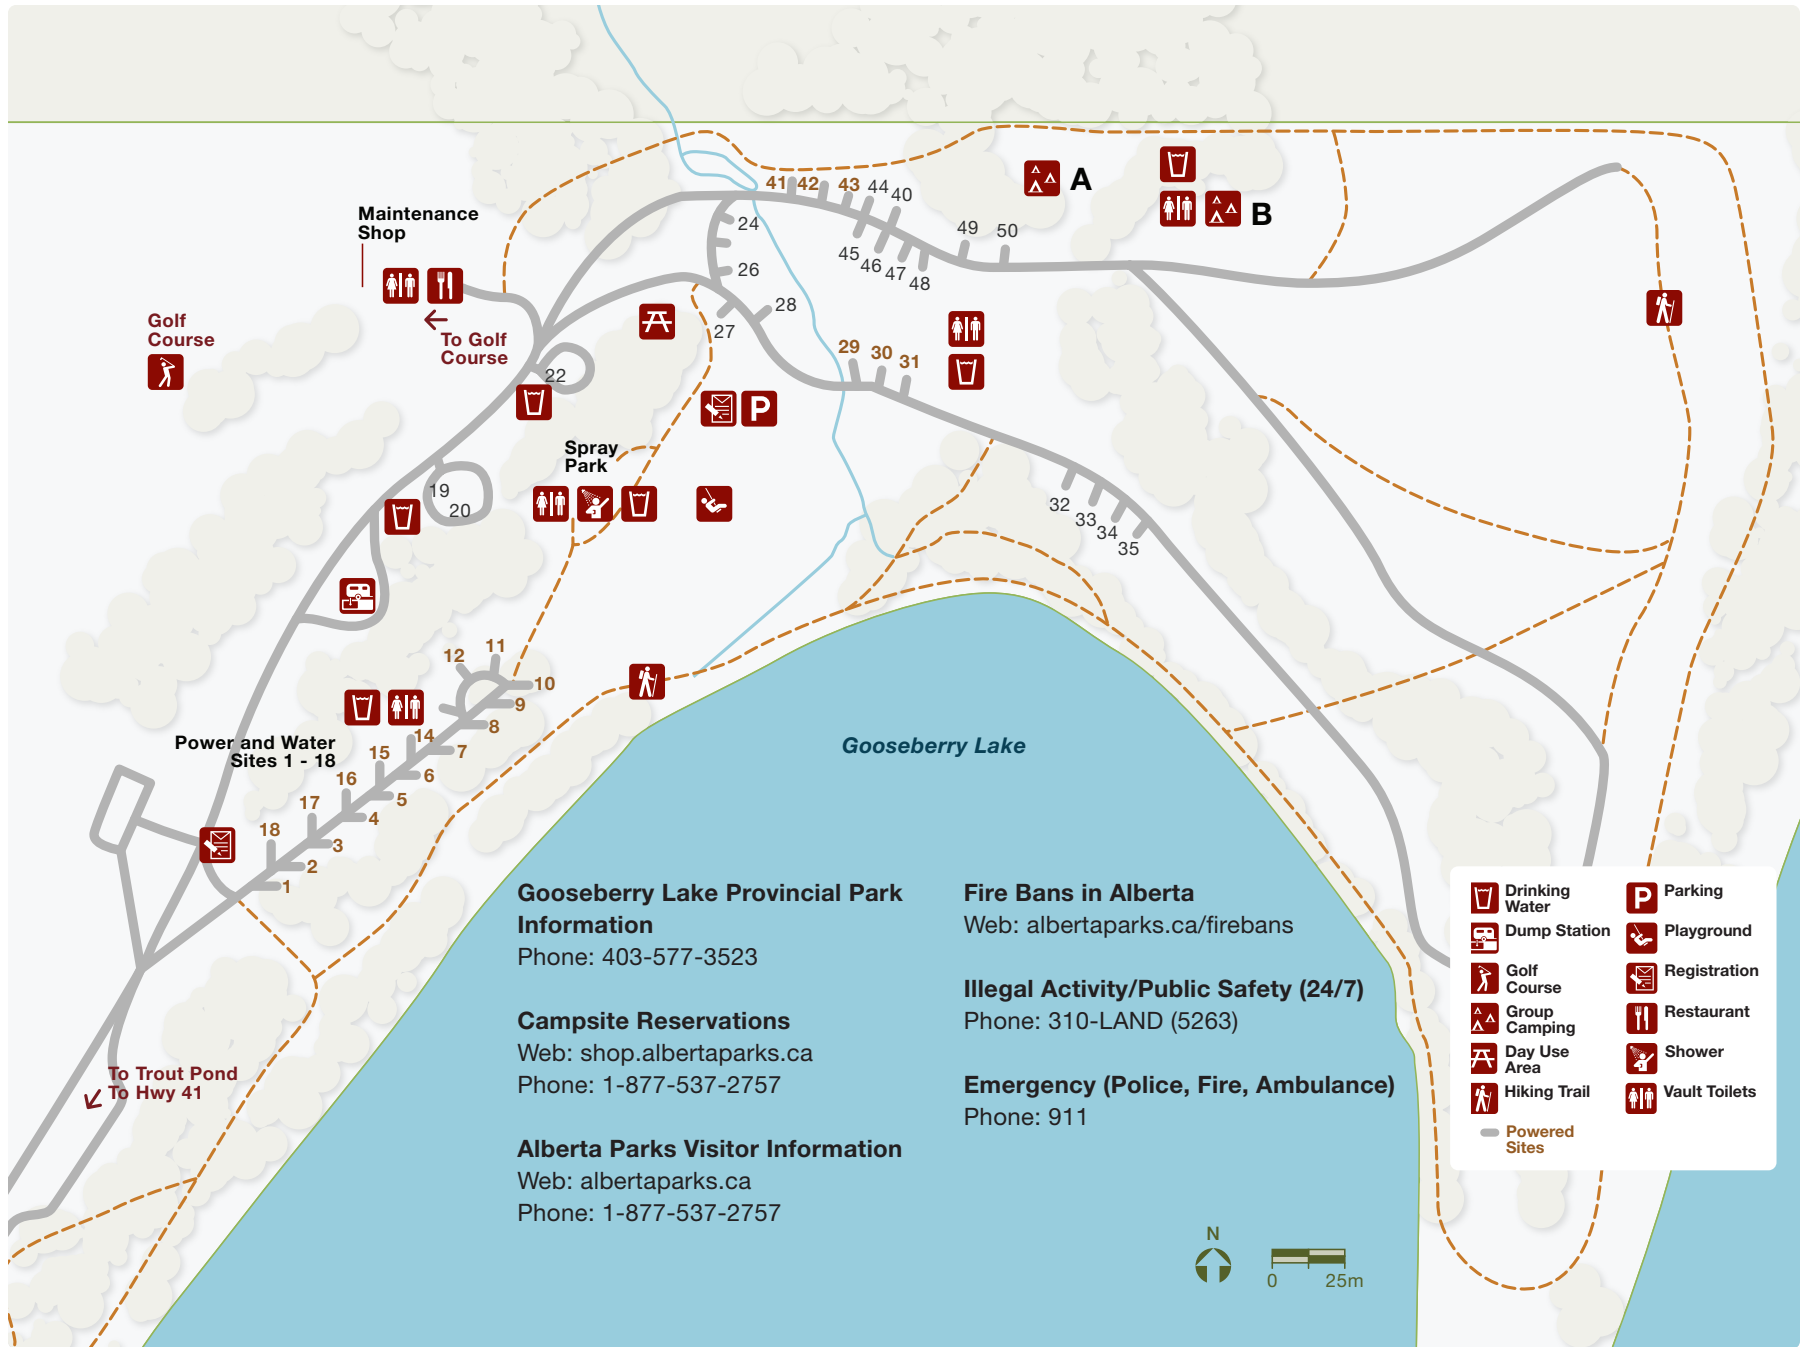 41
42
43
44
40
A
B
Maintenance
Shop
24
49
50
45
46
47
48
26
28
27
Golf
Course
To Golf
Course
22
29
30
31
P
Spray
Park
19
20
32
33
34
35
12
11
10
9
8
14
7
15
6
16
5
17
4
18
3
2
1
Power and Water
Sites 1 - 18
Gooseberry Lake
Gooseberry Lake Provincial Park
Information
Phone: 403-577-3523
Campsite Reservations
Web: shop.albertaparks.ca
Phone: 1-877-537-2757
Alberta Parks Visitor Information
Web: albertaparks.ca
Phone: 1-877-537-2757
Fire Bans in Alberta
Web: albertaparks.ca/firebans
Illegal Activity/Public Safety (24/7)
Phone: 310-LAND (5263)
Emergency (Police, Fire, Ambulance)
Phone: 911
To Trout Pond
To Hwy 41
N
0 25m
Drinking
Water
Dump Station
Golf
Course
Group
Camping
Day Use
Area
Hiking Trail
Powered
Sites
P
Parking
Playground
Registration
Restaurant
Shower
Vault Toilets